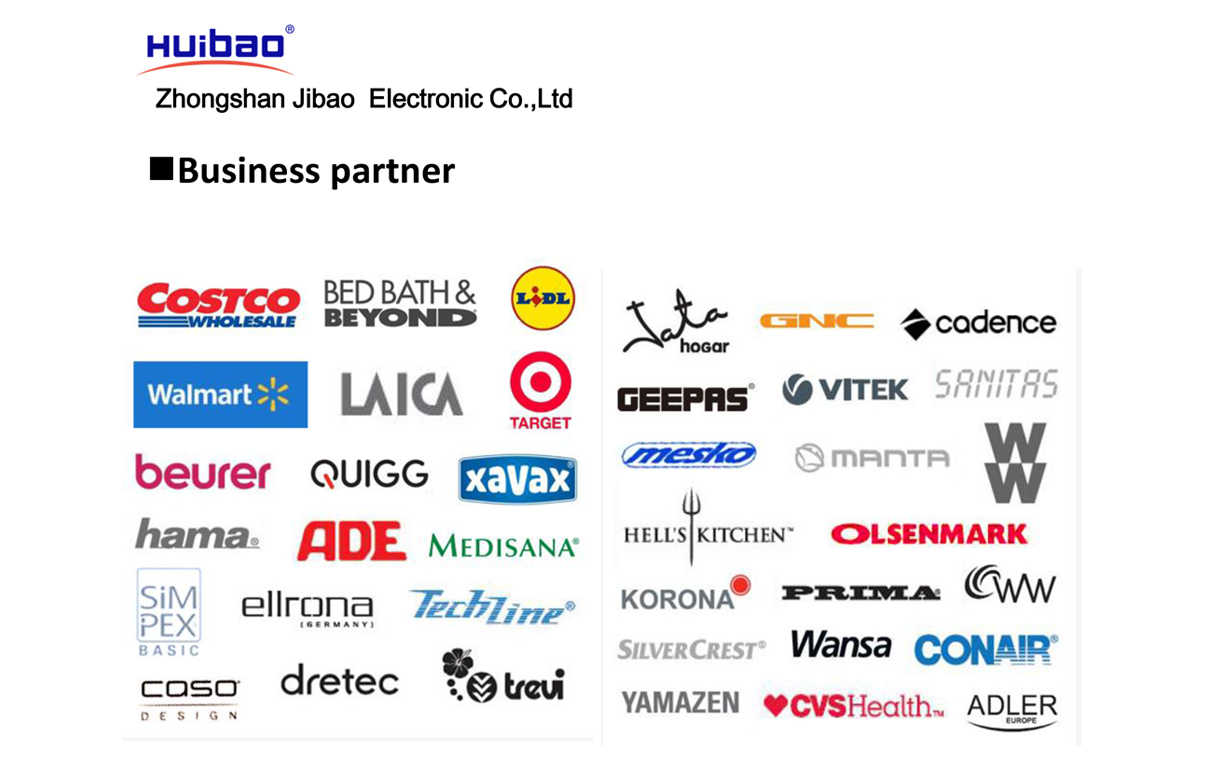 HUibao®
Zhongshan Jibao Electronic Co.,Ltd
■Business partner
COSTCO
WHOLESALE
BED BATH &
BEYOND
LIDL
Walmart
LAICA
TARGET
beurer
QUIGG
xavax®
hama®
ADE
MEDISANA®
SiM
PEX
BASIC
ellrona
(GERMANY)
TechLine®
caso®
DESIGN
dretec
trevi
Jata
hogar
GNC
cadence
GEEPAS®
VITEK
SANITAS
mesko
MANTA
W
W
HELL'S KITCHEN™
OLSENMARK
KORONA
PRIMA
WW
SILVERCREST®
Wansa
CONAIR®
YAMAZEN
CVSHealth™
ADLER
EUROPE